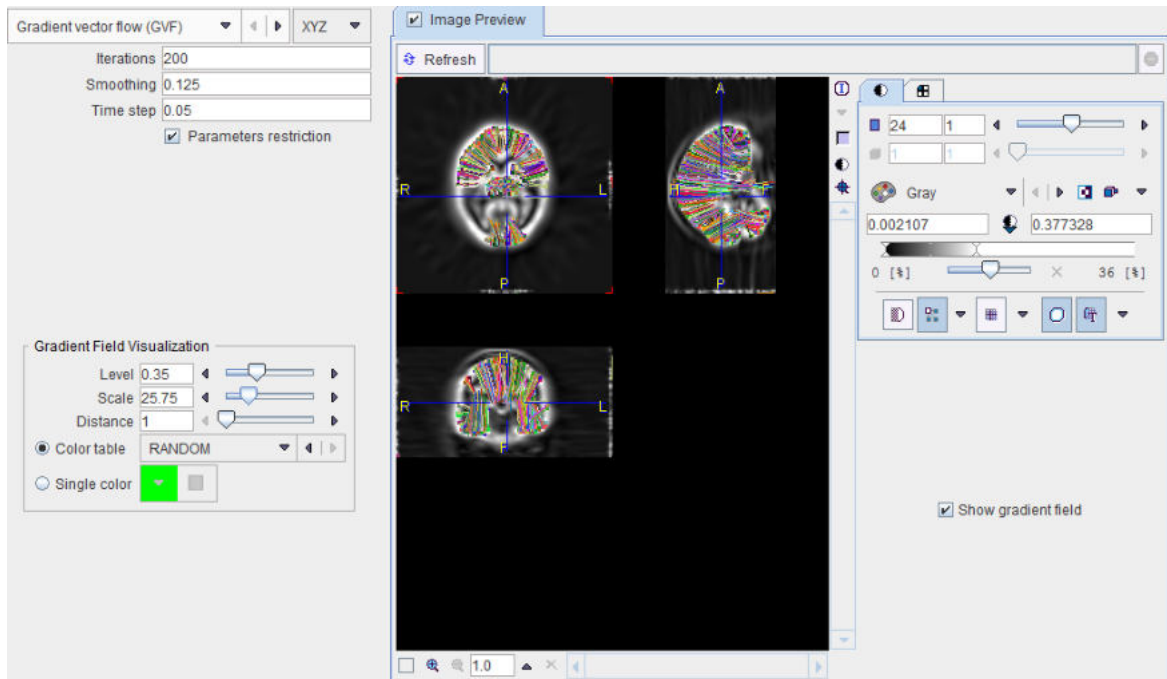 Gradient vector flow (GVF)
XYZ
Iterations 200
Smoothing 0.125
Time step 0.05
Parameters restriction
Gradient Field Visualization
Level 0.35
Scale 25.75
Distance 1
Color table RANDOM
Single color
Image Preview
Refresh
A
R
L
P
A
H
F
P
H
R
L
F
1.0
24 1
1 1
Gray
0.002107 0.377328
0 [%] 36 [%]
Show gradient field